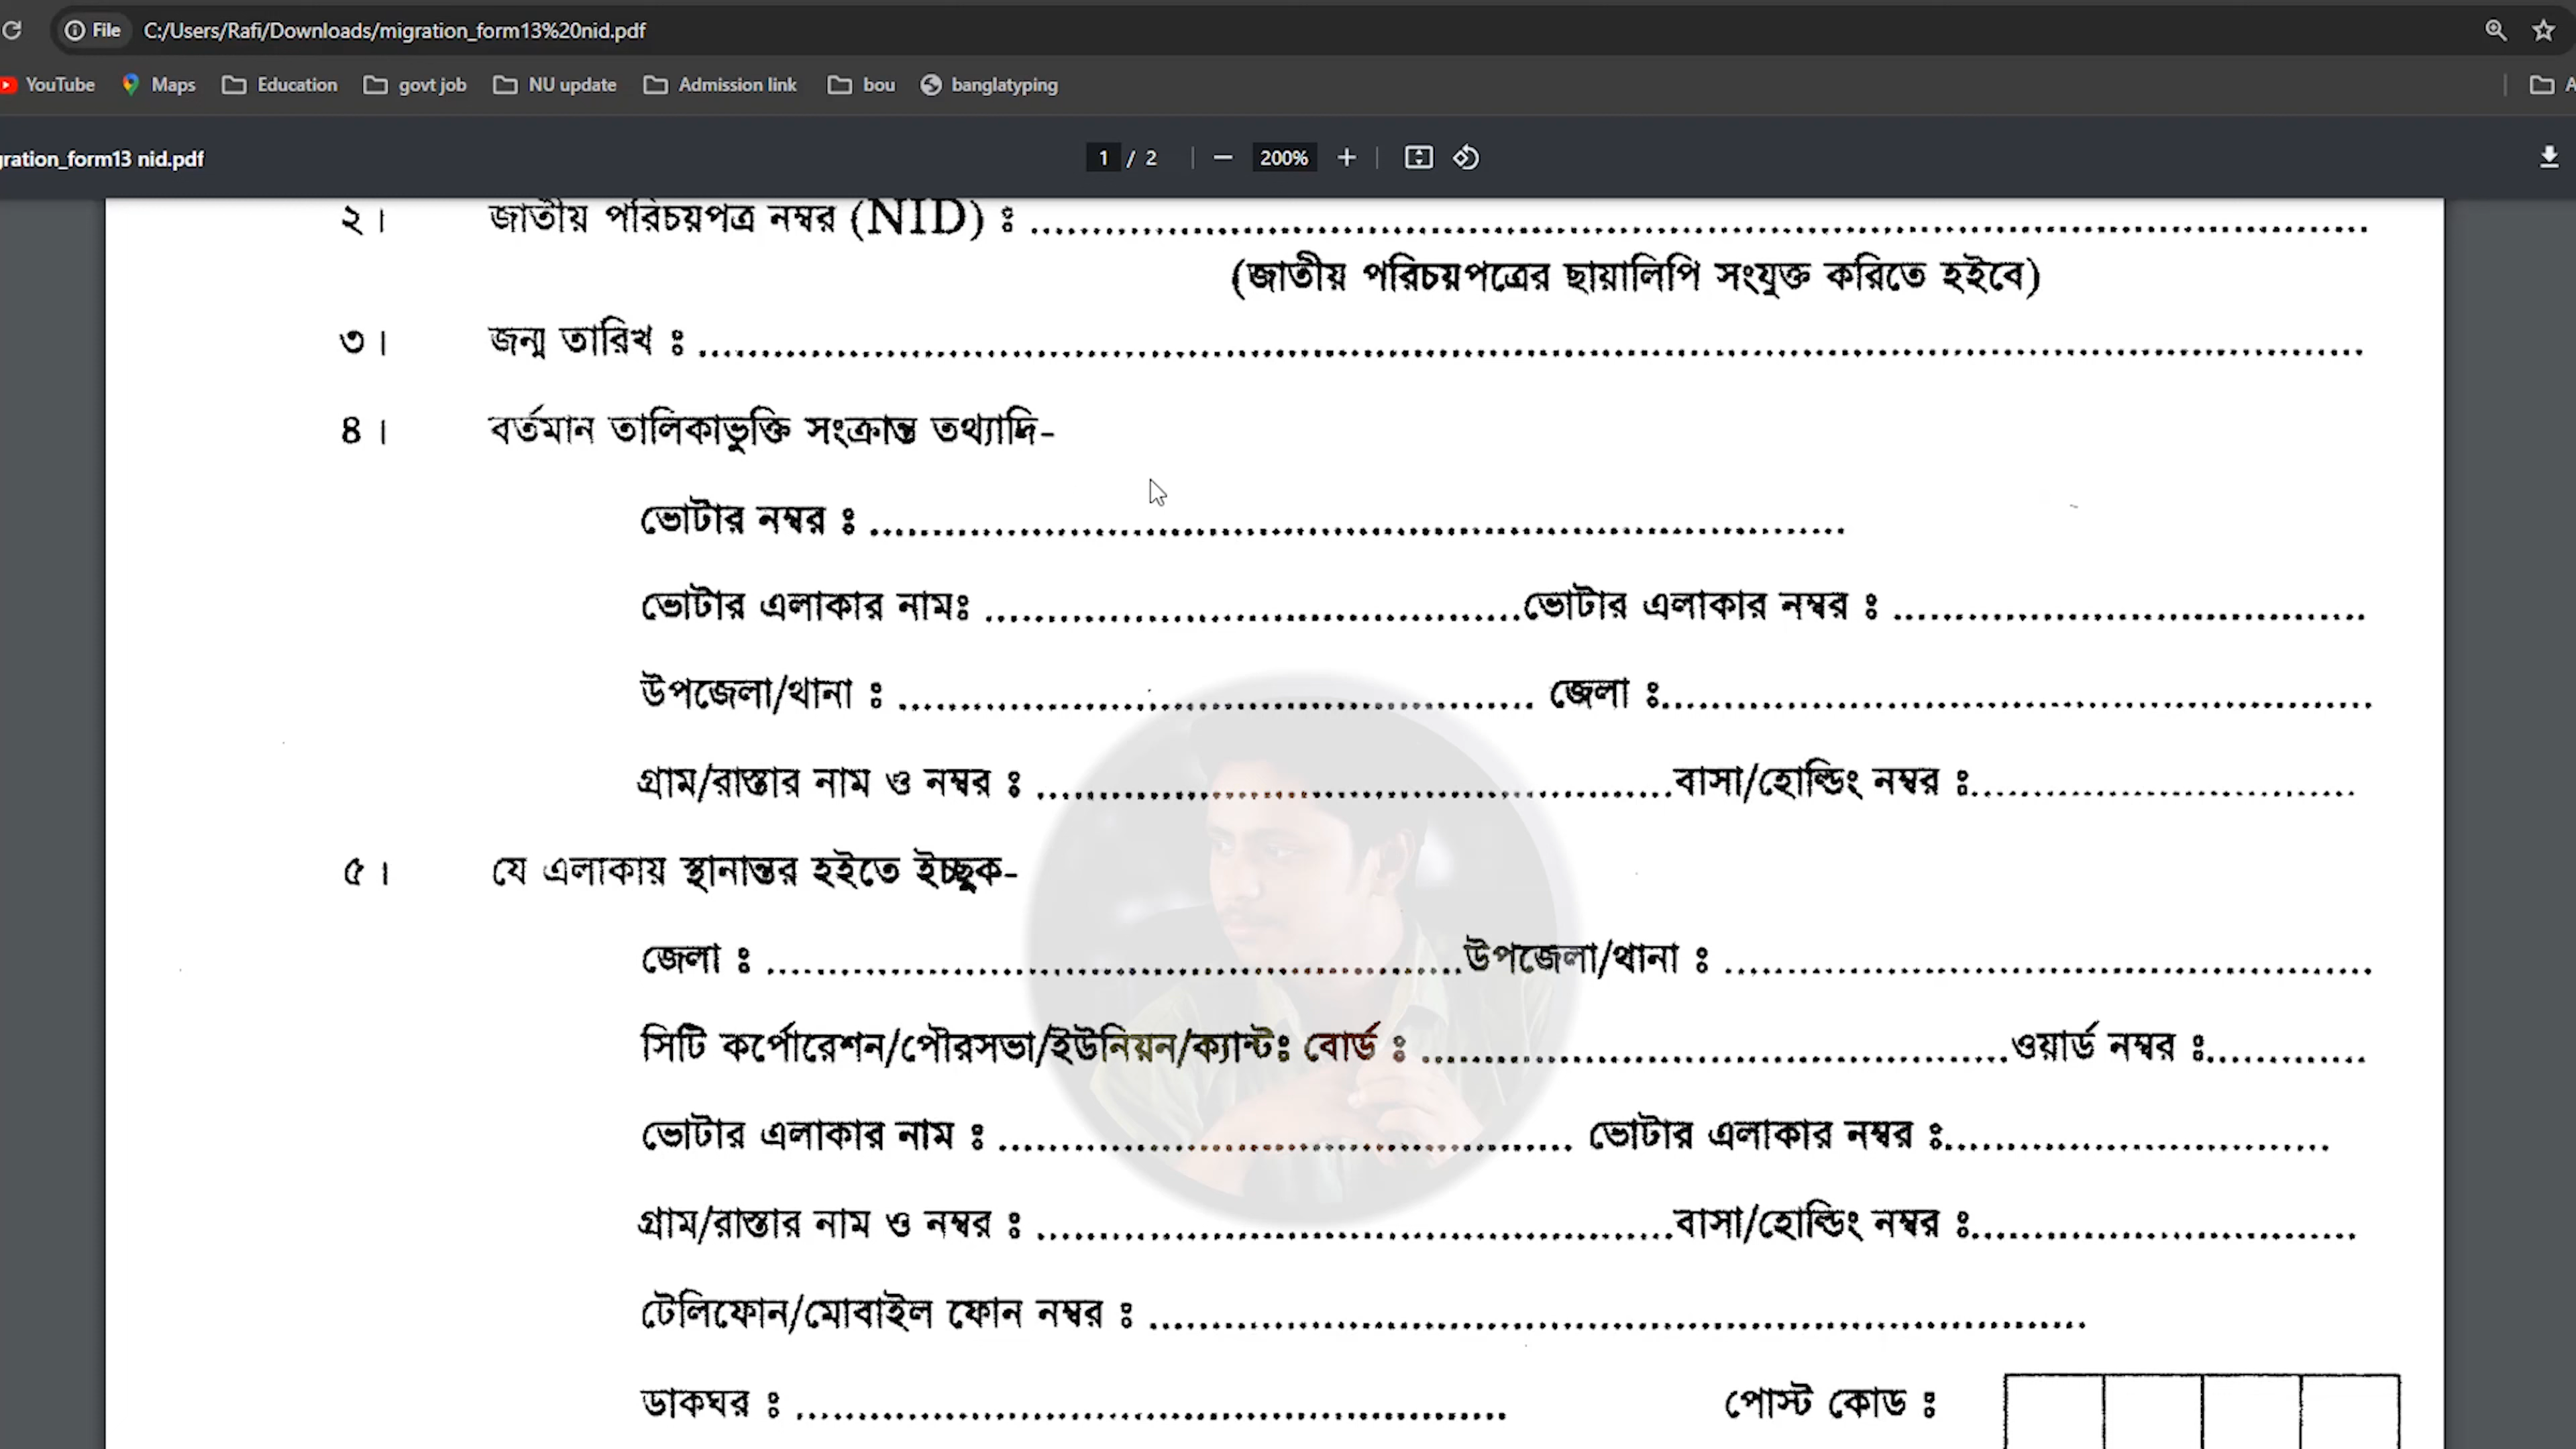 File C:/Users/Rafi/Downloads/migration_form13%20nid.pdf
YouTube Maps Education govt job NU update Admission link bou banglatyping A
gration_form13 nid.pdf 1 / 2 200%
২। জাতীয় পরিচয়পত্র নম্বর (NID) ঃ ............................................................
(জাতীয় পরিচয়পত্রের ছায়ালিপি সংযুক্ত করিতে হইবে)
৩। জন্ম তারিখ ঃ ............................................................
৪। বর্তমান তালিকাভুক্তি সংক্রান্ত তথ্যাদি-
ভোটার নম্বর ঃ ............................................................
ভোটার এলাকার নামঃ ..............................ভোটার এলাকার নম্বর ঃ ..............................
উপজেলা/থানা ঃ .............................. জেলা ঃ..............................
গ্রাম/রাস্তার নাম ও নম্বর ঃ ..............................বাসা/হোল্ডিং নম্বর ঃ..............................
৫। যে এলাকায় স্থানান্তর হইতে ইচ্ছুক-
জেলা ঃ ..............................উপজেলা/থানা ঃ ..............................
সিটি কর্পোরেশন/পৌরসভা/ইউনিয়ন/ক্যান্টঃ বোর্ড ঃ ..............................ওয়ার্ড নম্বর ঃ..............
ভোটার এলাকার নাম ঃ .............................. ভোটার এলাকার নম্বর ঃ..............................
গ্রাম/রাস্তার নাম ও নম্বর ঃ ..............................বাসা/হোল্ডিং নম্বর ঃ..............................
টেলিফোন/মোবাইল ফোন নম্বর ঃ ............................................................
ডাকঘর ঃ .............................. পোস্ট কোড ঃ